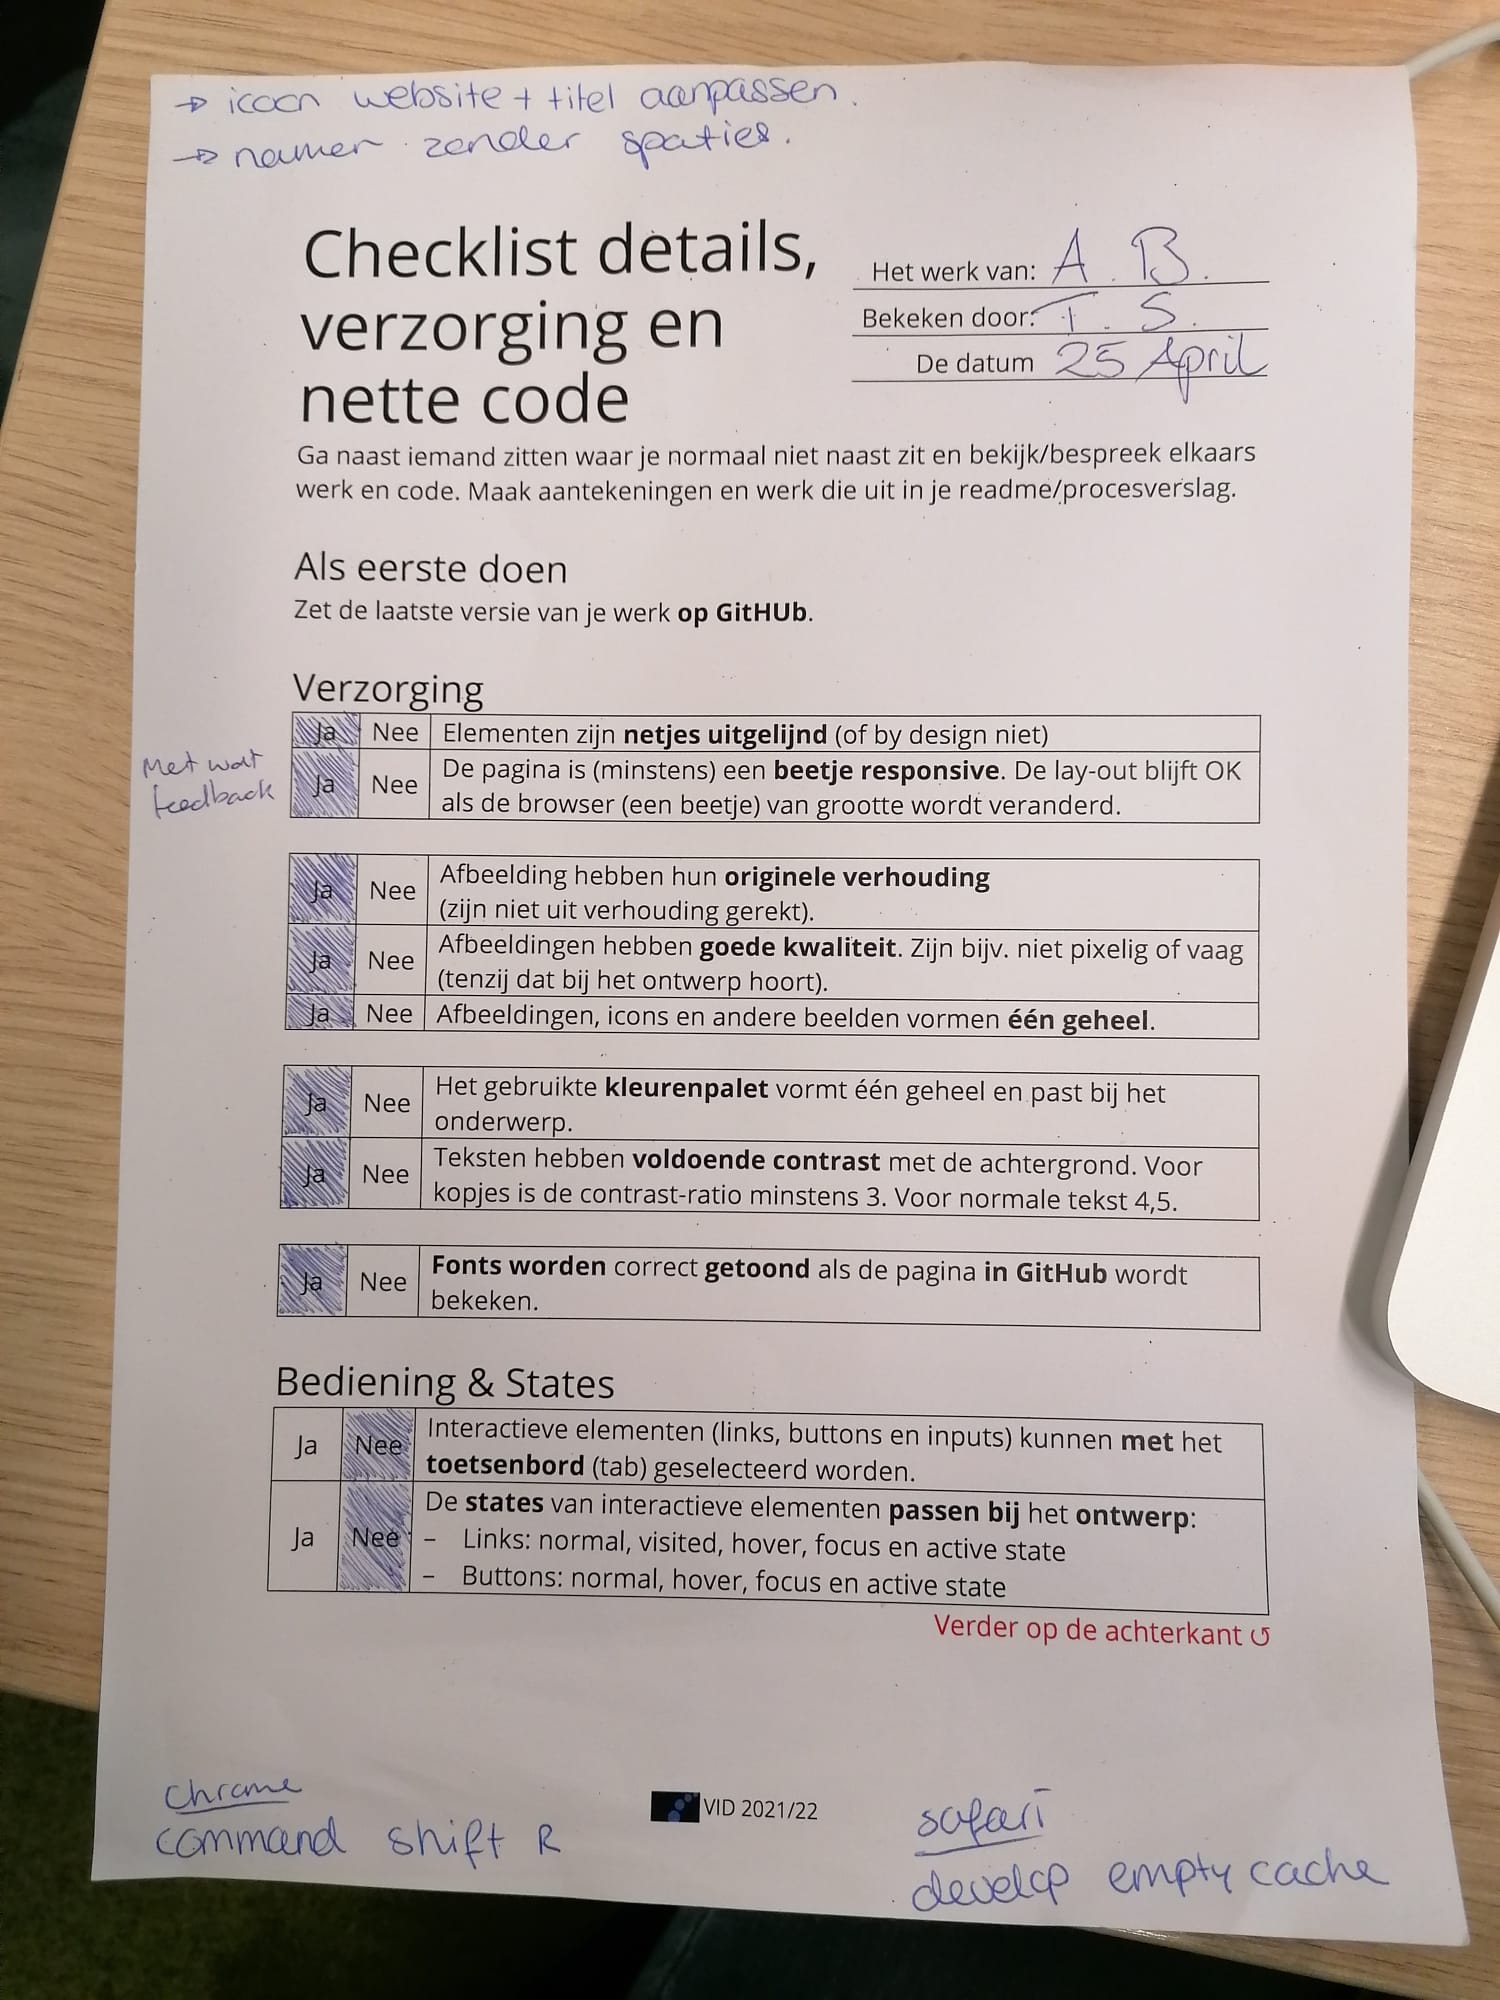 → icoon website + titel aanpassen.
→ namen zonder spaties.
Checklist details,
verzorging en
nette code
Het werk van: A. B.
Bekeken door: T. S.
De datum 25 April
Ga naast iemand zitten waar je normaal niet naast zit en bekijk/bespreek elkaars
werk en code. Maak aantekeningen en werk die uit in je readme/procesverslag.
Als eerste doen
Zet de laatste versie van je werk op GitHUb.
Verzorging
Ja Nee Elementen zijn netjes uitgelijnd (of by design niet)
Met wat
feedback
Ja Nee De pagina is (minstens) een beetje responsive. De lay-out blijft OK
als de browser (een beetje) van grootte wordt veranderd.
Ja Nee Afbeelding hebben hun originele verhouding
(zijn niet uit verhouding gerekt).
Ja Nee Afbeeldingen hebben goede kwaliteit. Zijn bijv. niet pixelig of vaag
(tenzij dat bij het ontwerp hoort).
Ja Nee Afbeeldingen, icons en andere beelden vormen één geheel.
Ja Nee Het gebruikte kleurenpalet vormt één geheel en past bij het
onderwerp.
Ja Nee Teksten hebben voldoende contrast met de achtergrond. Voor
kopjes is de contrast-ratio minstens 3. Voor normale tekst 4,5.
Ja Nee Fonts worden correct getoond als de pagina in GitHub wordt
bekeken.
Bediening & States
Ja Nee Interactieve elementen (links, buttons en inputs) kunnen met het
toetsenbord (tab) geselecteerd worden.
Ja Nee De states van interactieve elementen passen bij het ontwerp:
– Links: normal, visited, hover, focus en active state
– Buttons: normal, hover, focus en active state
Verder op de achterkant ↺
chrome
command shift R
VID 2021/22
safari
develop empty cache